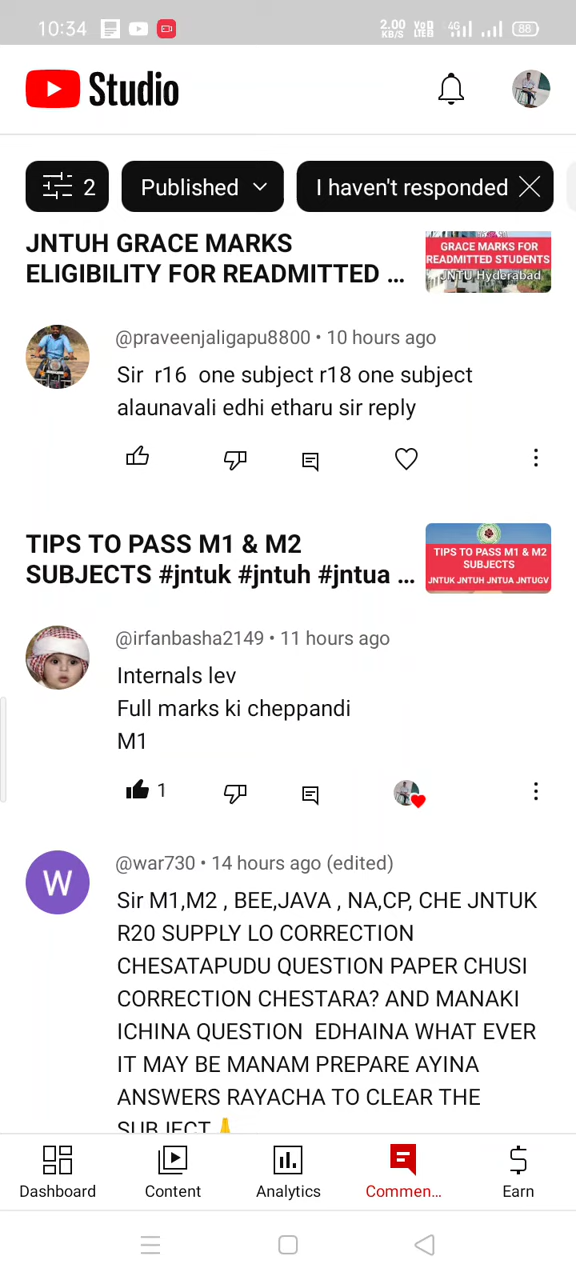 10:34
2.00
KB/S
VoD
LTED
4G
88
Studio
2
Published
I haven't responded
JNTUH GRACE MARKS
ELIGIBILITY FOR READMITTED ...
GRACE MARKS FOR
READMITTED STUDENTS
JNTU Hyderabad
@praveenjaligapu8800 • 10 hours ago
Sir r16 one subject r18 one subject
alaunavali edhi etharu sir reply
TIPS TO PASS M1 & M2
SUBJECTS #jntuk #jntuh #jntua ...
TIPS TO PASS M1 & M2
SUBJECTS
JNTUK JNTUH JNTUA JNTUGV
@irfanbasha2149 • 11 hours ago
Internals lev
Full marks ki cheppandi
M1
1
W
@war730 • 14 hours ago (edited)
Sir M1,M2 , BEE,JAVA , NA,CP, CHE JNTUK
R20 SUPPLY LO CORRECTION
CHESATAPUDU QUESTION PAPER CHUSI
CORRECTION CHESTARA? AND MANAKI
ICHINA QUESTION EDHAINA WHAT EVER
IT MAY BE MANAM PREPARE AYINA
ANSWERS RAYACHA TO CLEAR THE
SUBJECT
Dashboard
Content
Analytics
Commen...
Earn